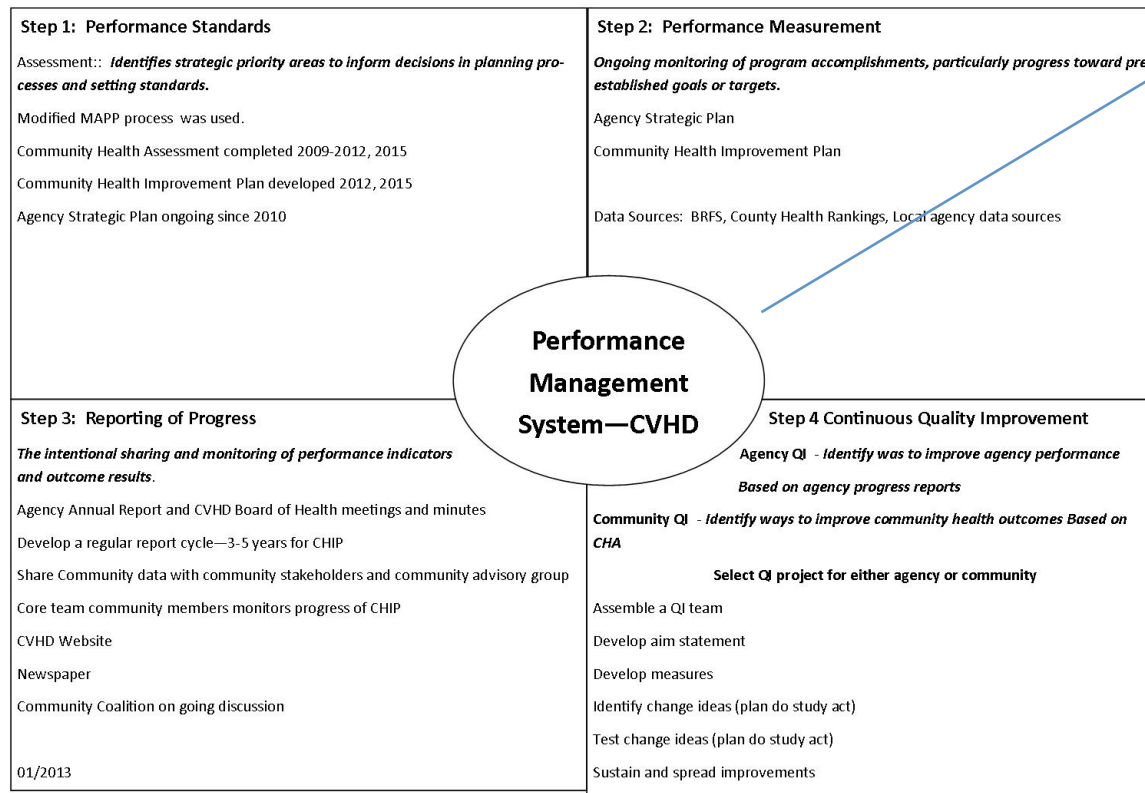 Step 1:  Performance Standards
Assessment::  Identifies strategic priority areas to inform decisions in planning pro-
cesses and setting standards.
Modified MAPP process  was used.
Community Health Assessment completed 2009-2012, 2015
Community Health Improvement Plan developed 2012, 2015
Agency Strategic Plan ongoing since 2010
Step 2:  Performance Measurement
Ongoing monitoring of program accomplishments, particularly progress toward pre
established goals or targets.
Agency Strategic Plan
Community Health Improvement Plan
Data Sources:  BRFS, County Health Rankings, Local agency data sources
Performance
Management
System—CVHD
Step 3:  Reporting of Progress
The intentional sharing and monitoring of performance indicators
and outcome results.
Agency Annual Report and CVHD Board of Health meetings and minutes
Develop a regular report cycle—3-5 years for CHIP
Share Community data with community stakeholders and community advisory group
Core team community members monitors progress of CHIP
CVHD Website
Newspaper
Community Coalition on going discussion
01/2013
Step 4 Continuous Quality Improvement
Agency QI  - Identify was to improve agency performance
Based on agency progress reports
Community QI  - Identify ways to improve community health outcomes Based on
CHA
Select QI project for either agency or community
Assemble a QI team
Develop aim statement
Develop measures
Identify change ideas (plan do study act)
Test change ideas (plan do study act)
Sustain and spread improvements